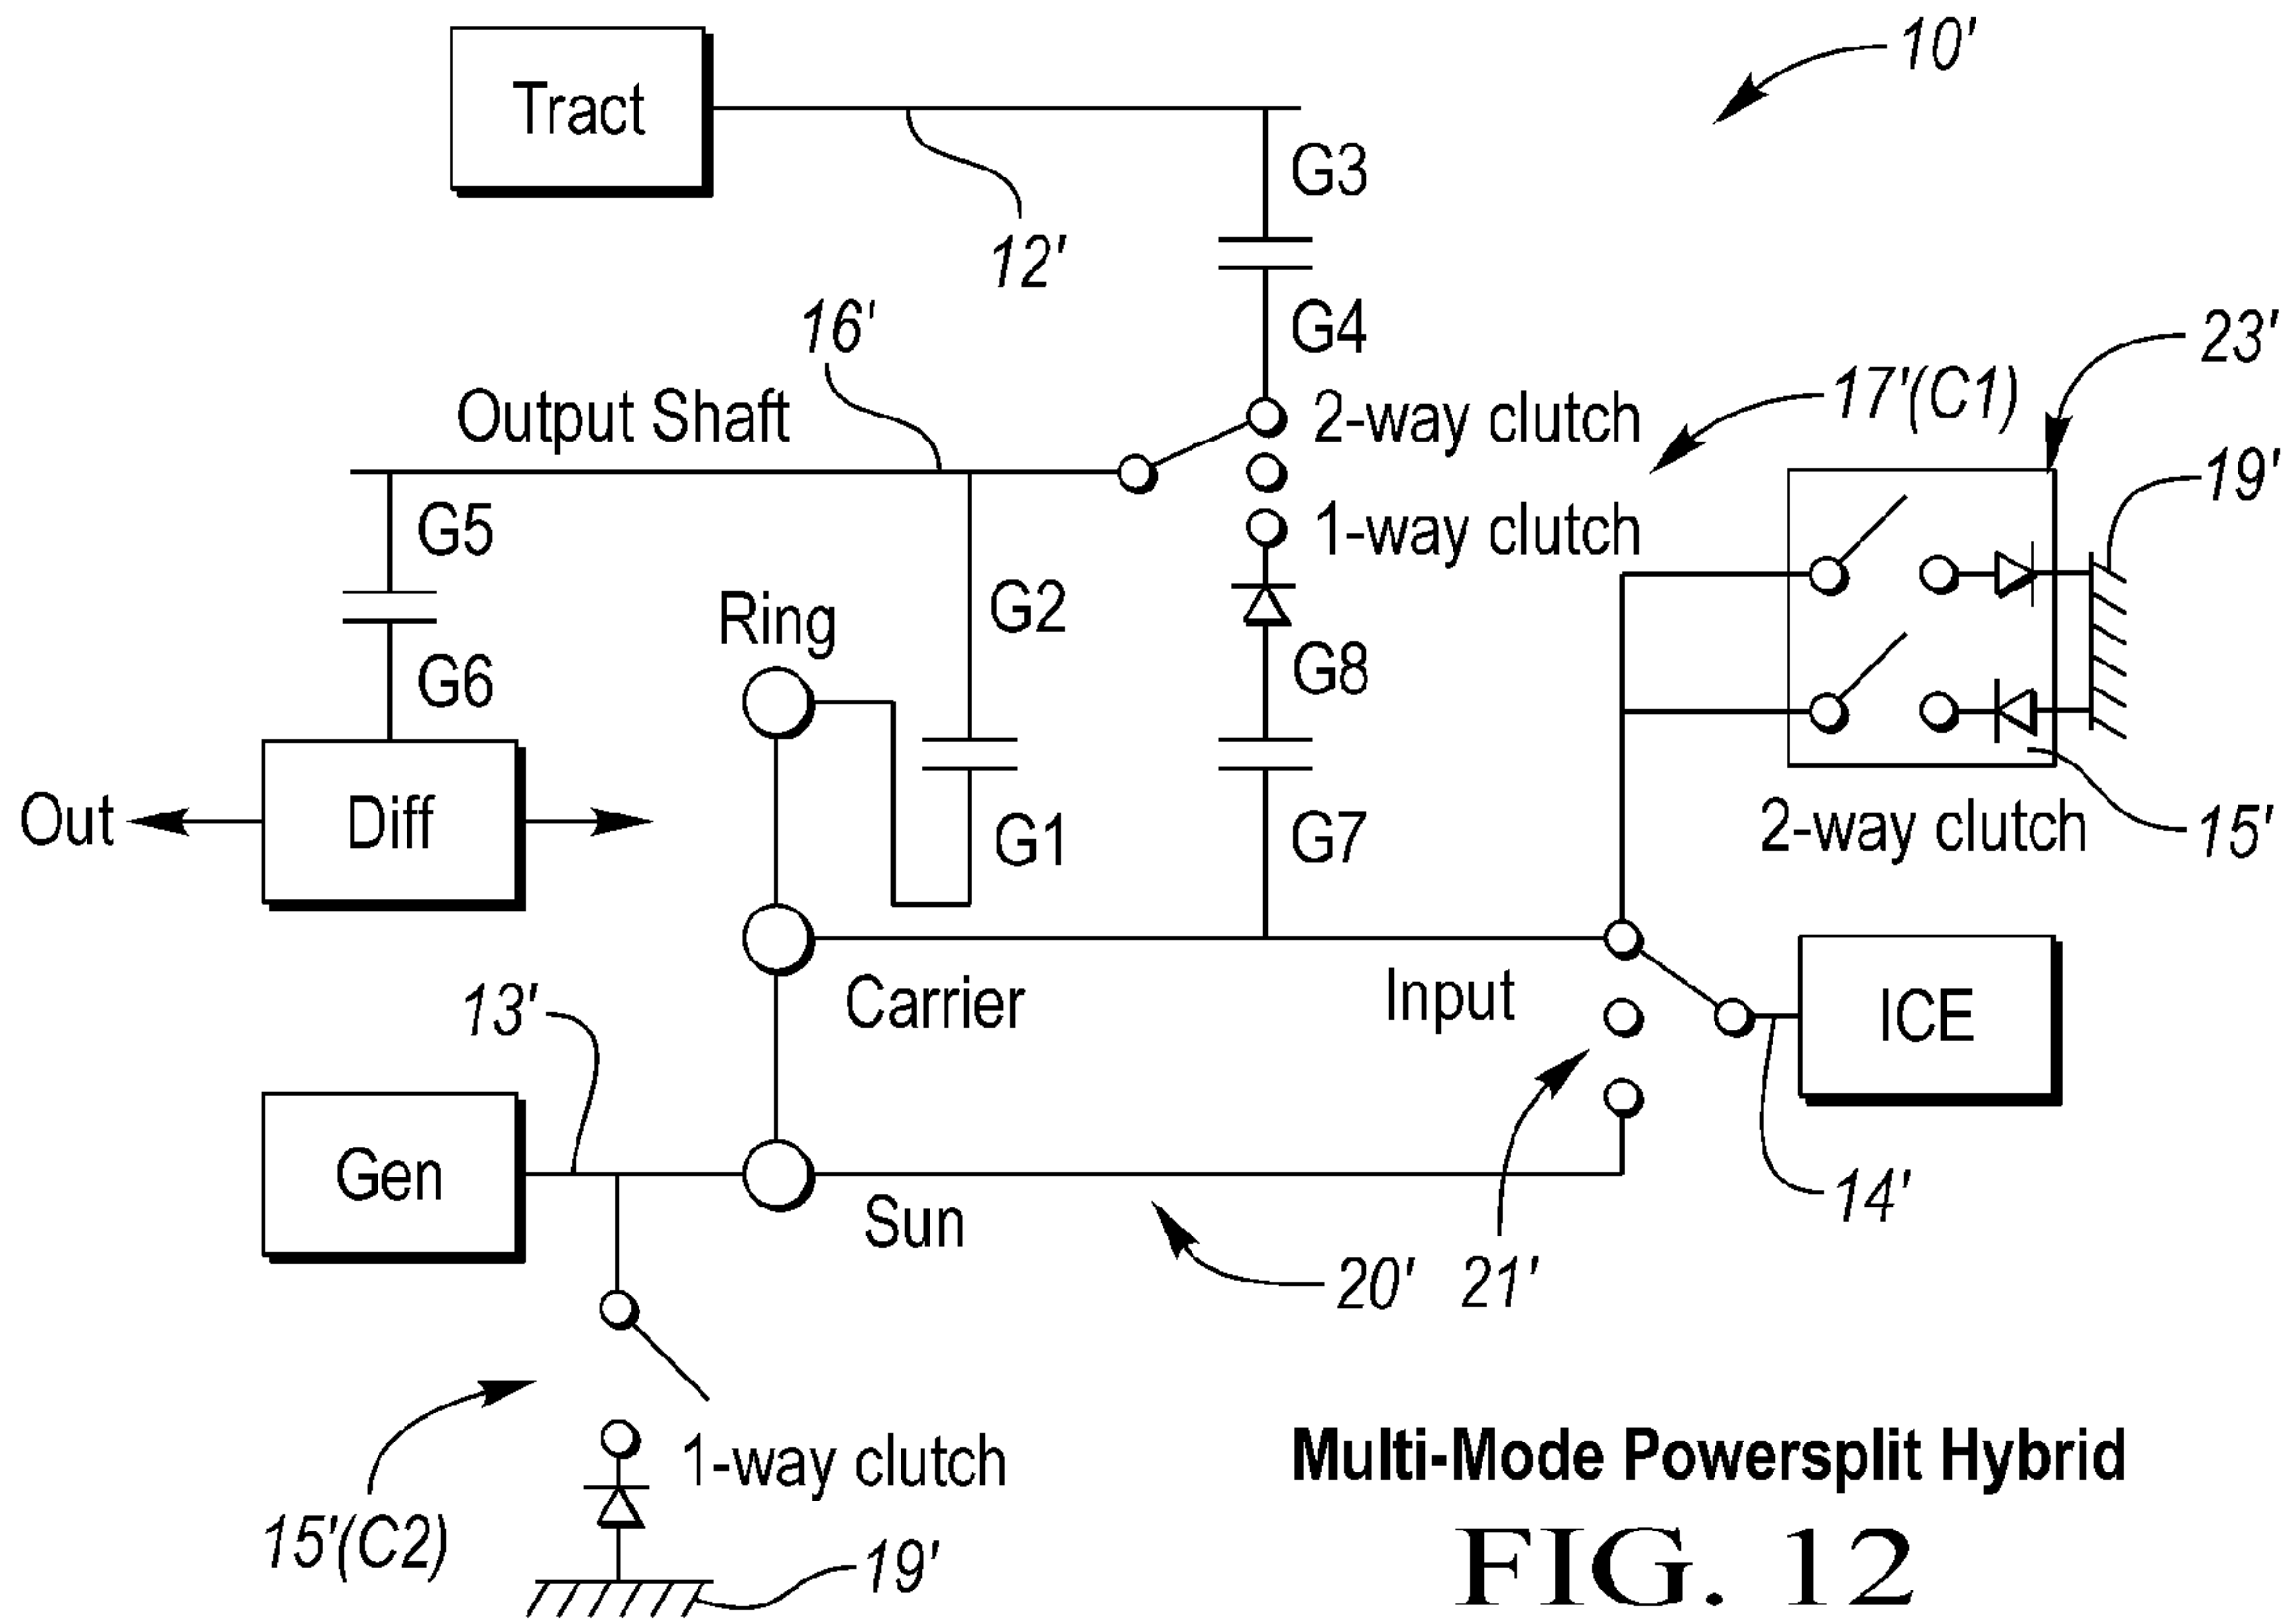 Tract
10'
G3
12'
G4
16'
23'
Output Shaft
2-way clutch
17'(C1)
19'
G5
1-way clutch
Ring
G2
G6
G8
Out
Diff
G1
G7
2-way clutch
15'
13'
Carrier
Input
ICE
Gen
Sun
14'
20'
21'
1-way clutch
15'(C2)
19'
Multi-Mode Powersplit Hybrid
FIG. 12